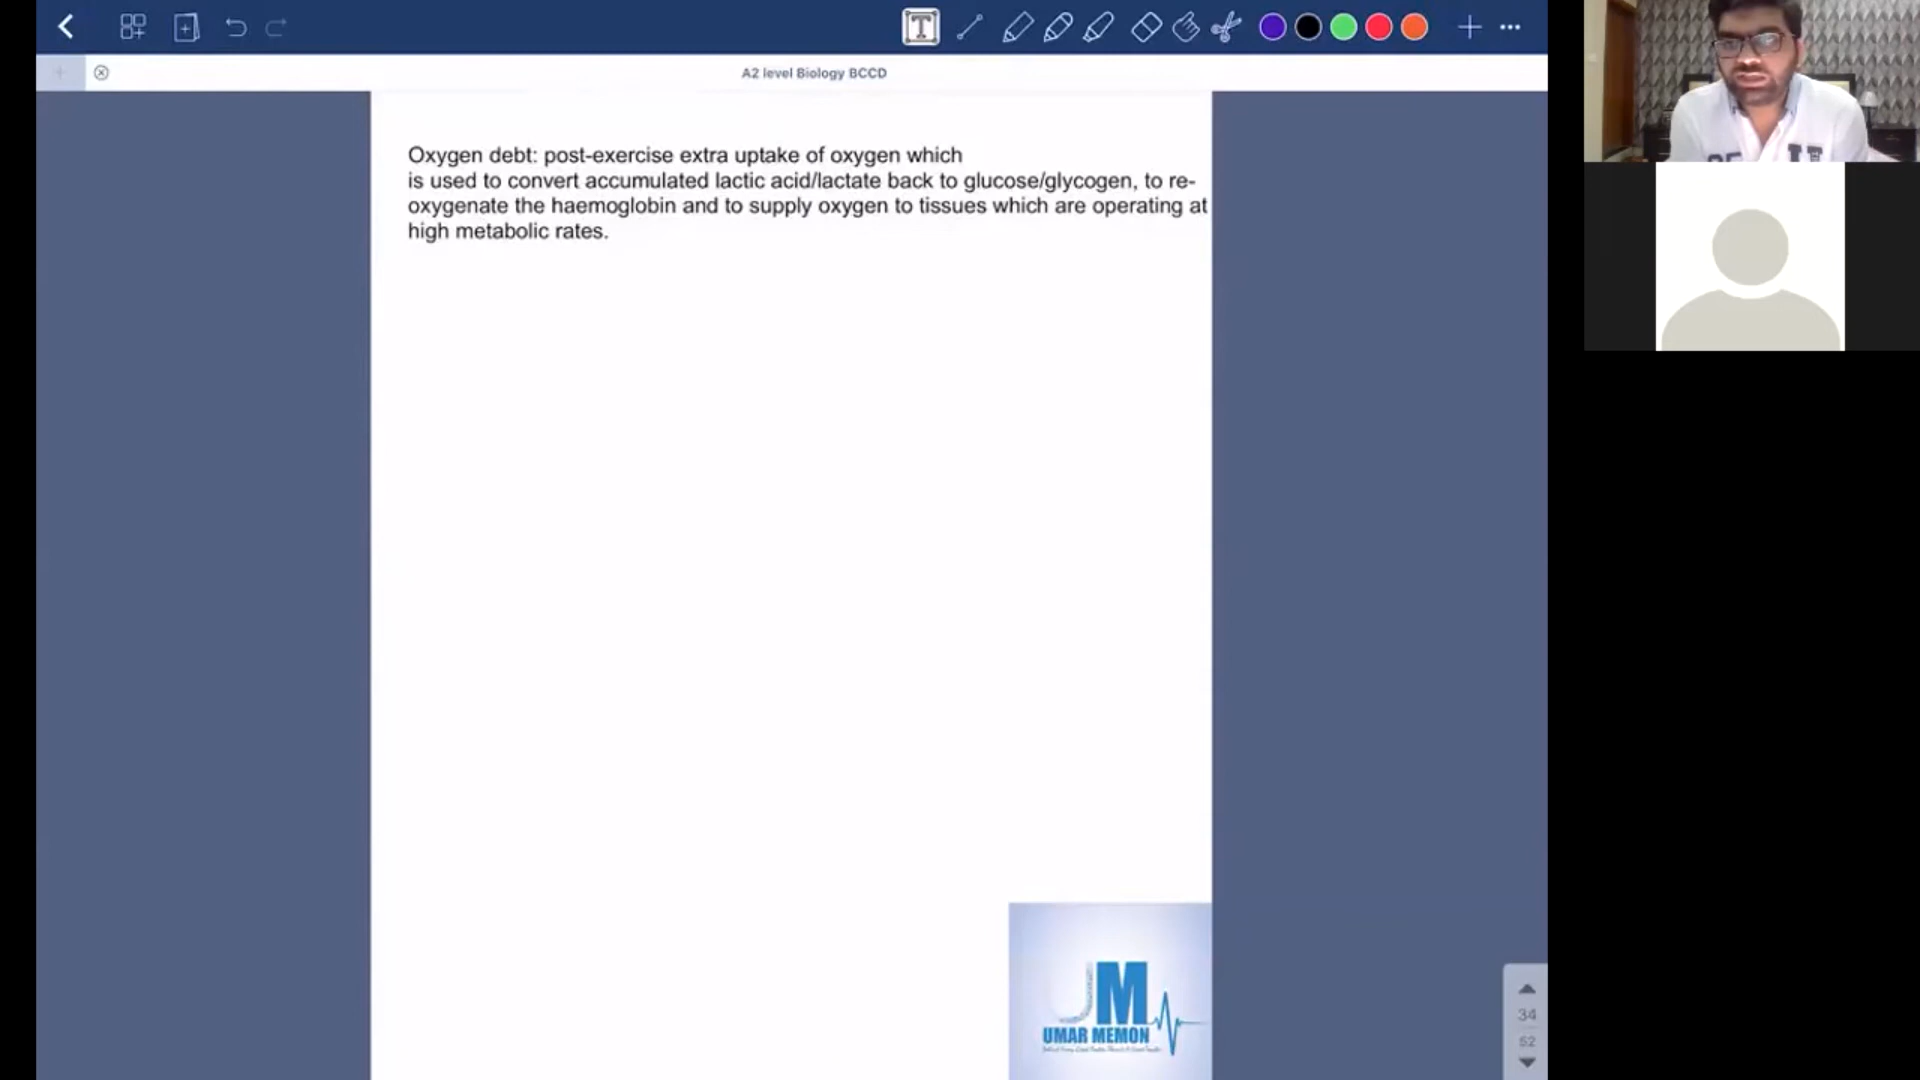 A2 level Biology BCCD
Oxygen debt: post-exercise extra uptake of oxygen which
is used to convert accumulated lactic acid/lactate back to glucose/glycogen, to re-
oxygenate the haemoglobin and to supply oxygen to tissues which are operating at
high metabolic rates.
UM
UMAR MEMON
34
52